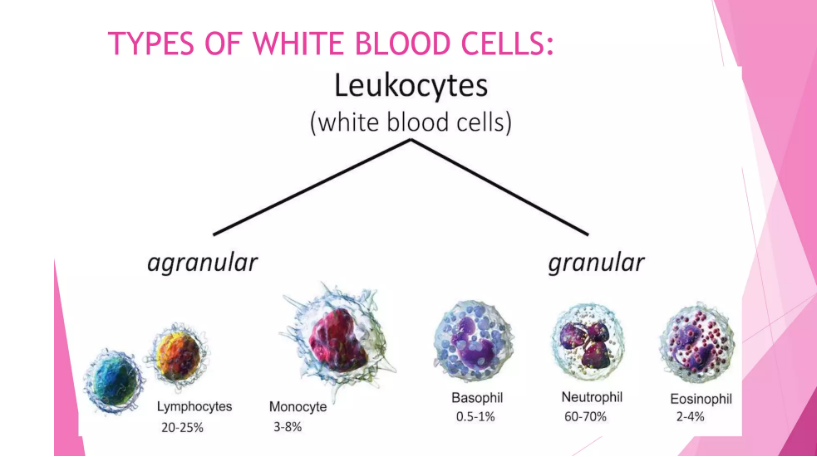 TYPES OF WHITE BLOOD CELLS:
Leukocytes
(white blood cells)
agranular
granular
Lymphocytes
20-25%
Monocyte
3-8%
Basophil
0.5-1%
Neutrophil
60-70%
Eosinophil
2-4%